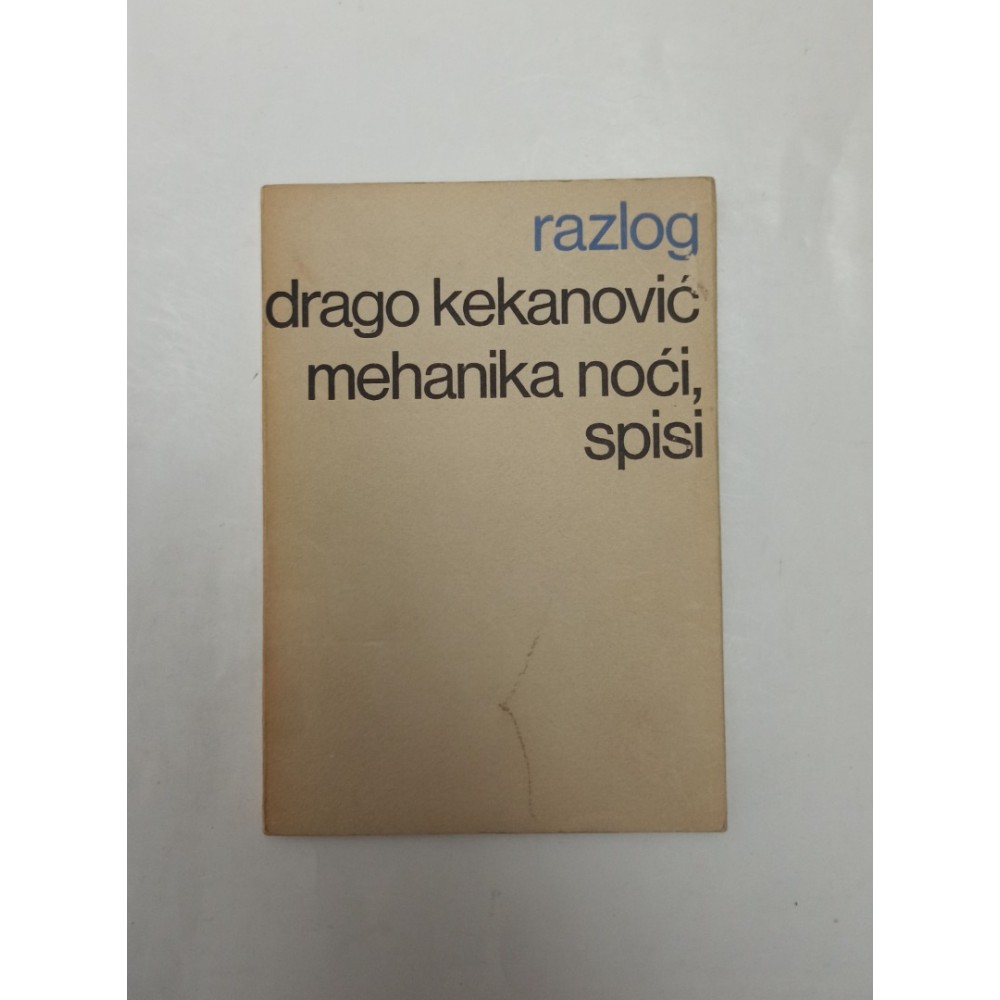 razlog
drago kekanović
mehanika noći,
spisi